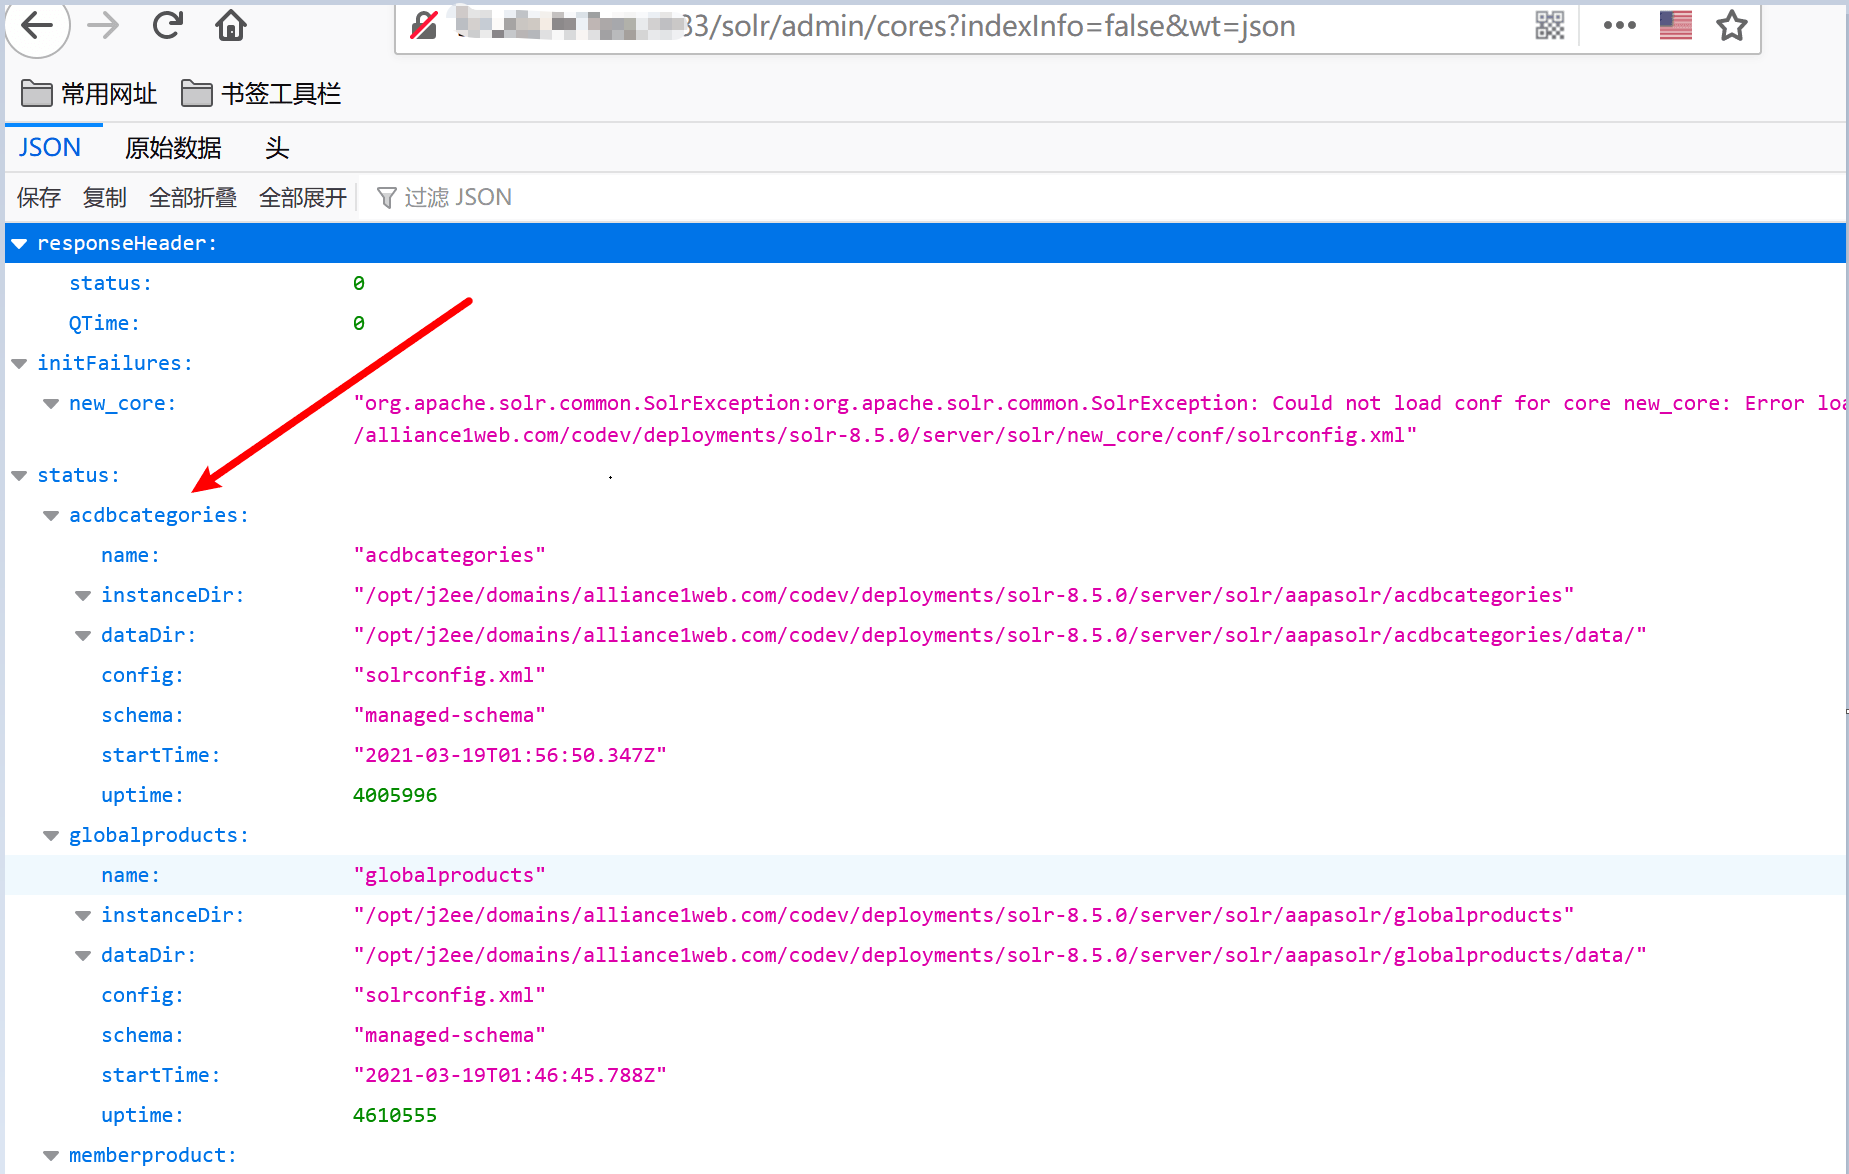 33/solr/admin/cores?indexInfo=false&wt=json
常用网址 书签工具栏
JSON 原始数据 头
保存 复制 全部折叠 全部展开 过滤 JSON
responseHeader:
status: 0
QTime: 0
initFailures:
new_core: "org.apache.solr.common.SolrException:org.apache.solr.common.SolrException: Could not load conf for core new_core: Error loa
/alliance1web.com/codev/deployments/solr-8.5.0/server/solr/new_core/conf/solrconfig.xml"
status:
acdbcategories:
name: "acdbcategories"
instanceDir: "/opt/j2ee/domains/alliance1web.com/codev/deployments/solr-8.5.0/server/solr/aapasolr/acdbcategories"
dataDir: "/opt/j2ee/domains/alliance1web.com/codev/deployments/solr-8.5.0/server/solr/aapasolr/acdbcategories/data/"
config: "solrconfig.xml"
schema: "managed-schema"
startTime: "2021-03-19T01:56:50.347Z"
uptime: 4005996
globalproducts:
name: "globalproducts"
instanceDir: "/opt/j2ee/domains/alliance1web.com/codev/deployments/solr-8.5.0/server/solr/aapasolr/globalproducts"
dataDir: "/opt/j2ee/domains/alliance1web.com/codev/deployments/solr-8.5.0/server/solr/aapasolr/globalproducts/data/"
config: "solrconfig.xml"
schema: "managed-schema"
startTime: "2021-03-19T01:46:45.788Z"
uptime: 4610555
memberproduct: